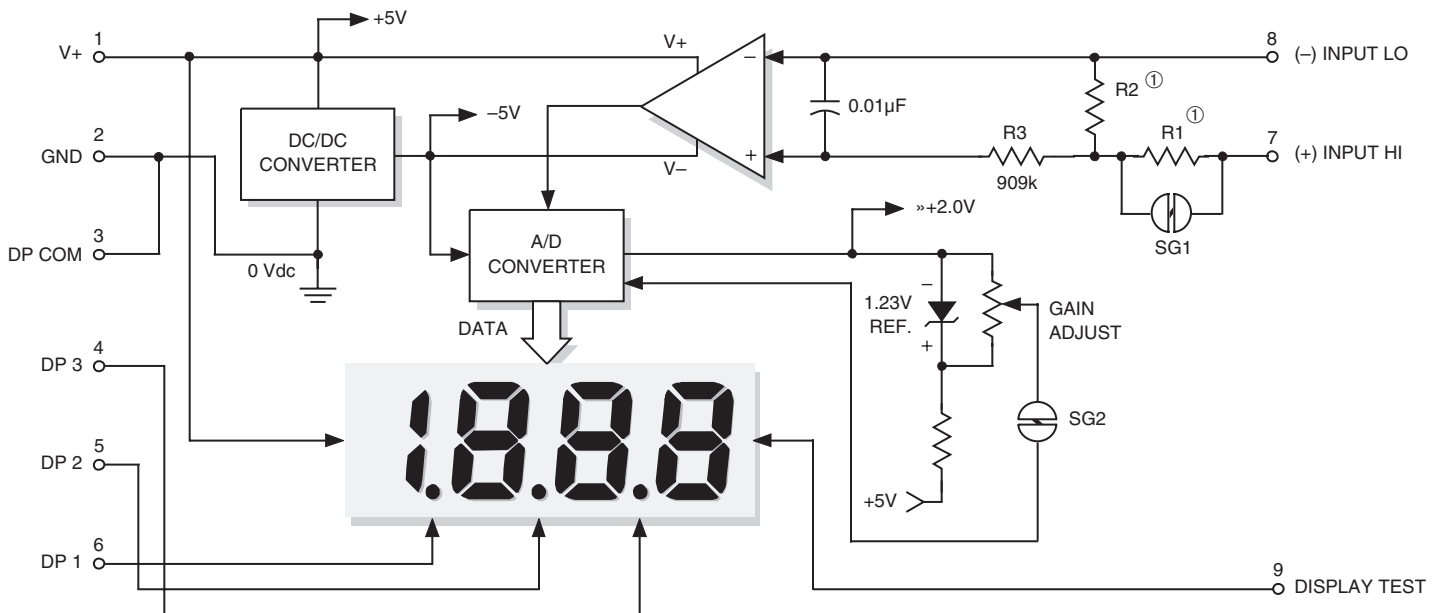 +5V
1
V+
V+
–
8
(–) INPUT LO
R2 ①
–5V
0.01µF
R3
R1 ①
2
GND
DC/DC
CONVERTER
7
(+) INPUT HI
+
V–
909k
»+2.0V
SG1
3
DP COM
0 Vdc
A/D
CONVERTER
–
1.23V
REF.
+
GAIN
ADJUST
DATA
4
DP 3
1.8.8.8
SG2
5
DP 2
+5V
6
DP 1
9
DISPLAY TEST